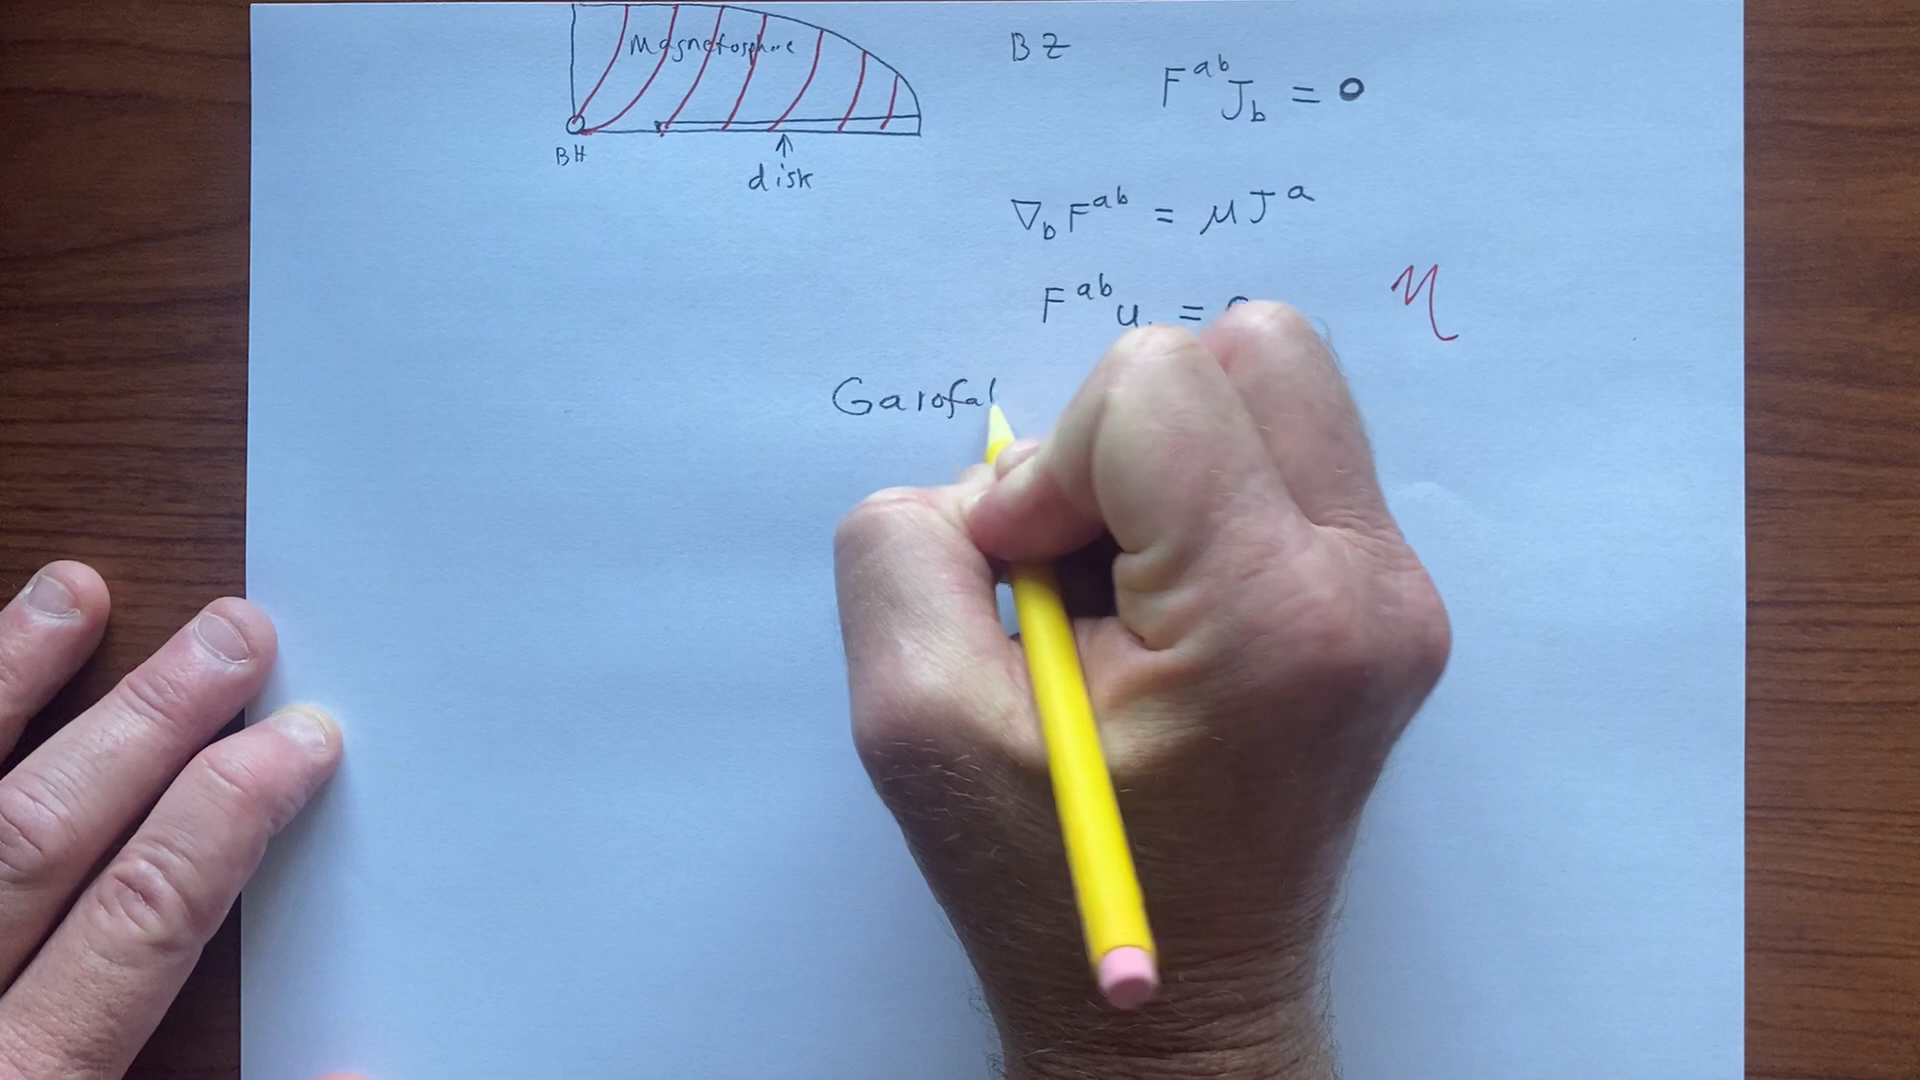 Magnetosphere
BH
disk
BZ
F^{ab} J_b = 0
∇_b F^{ab} = μ J^a
F^{ab} u =
η
Garofal